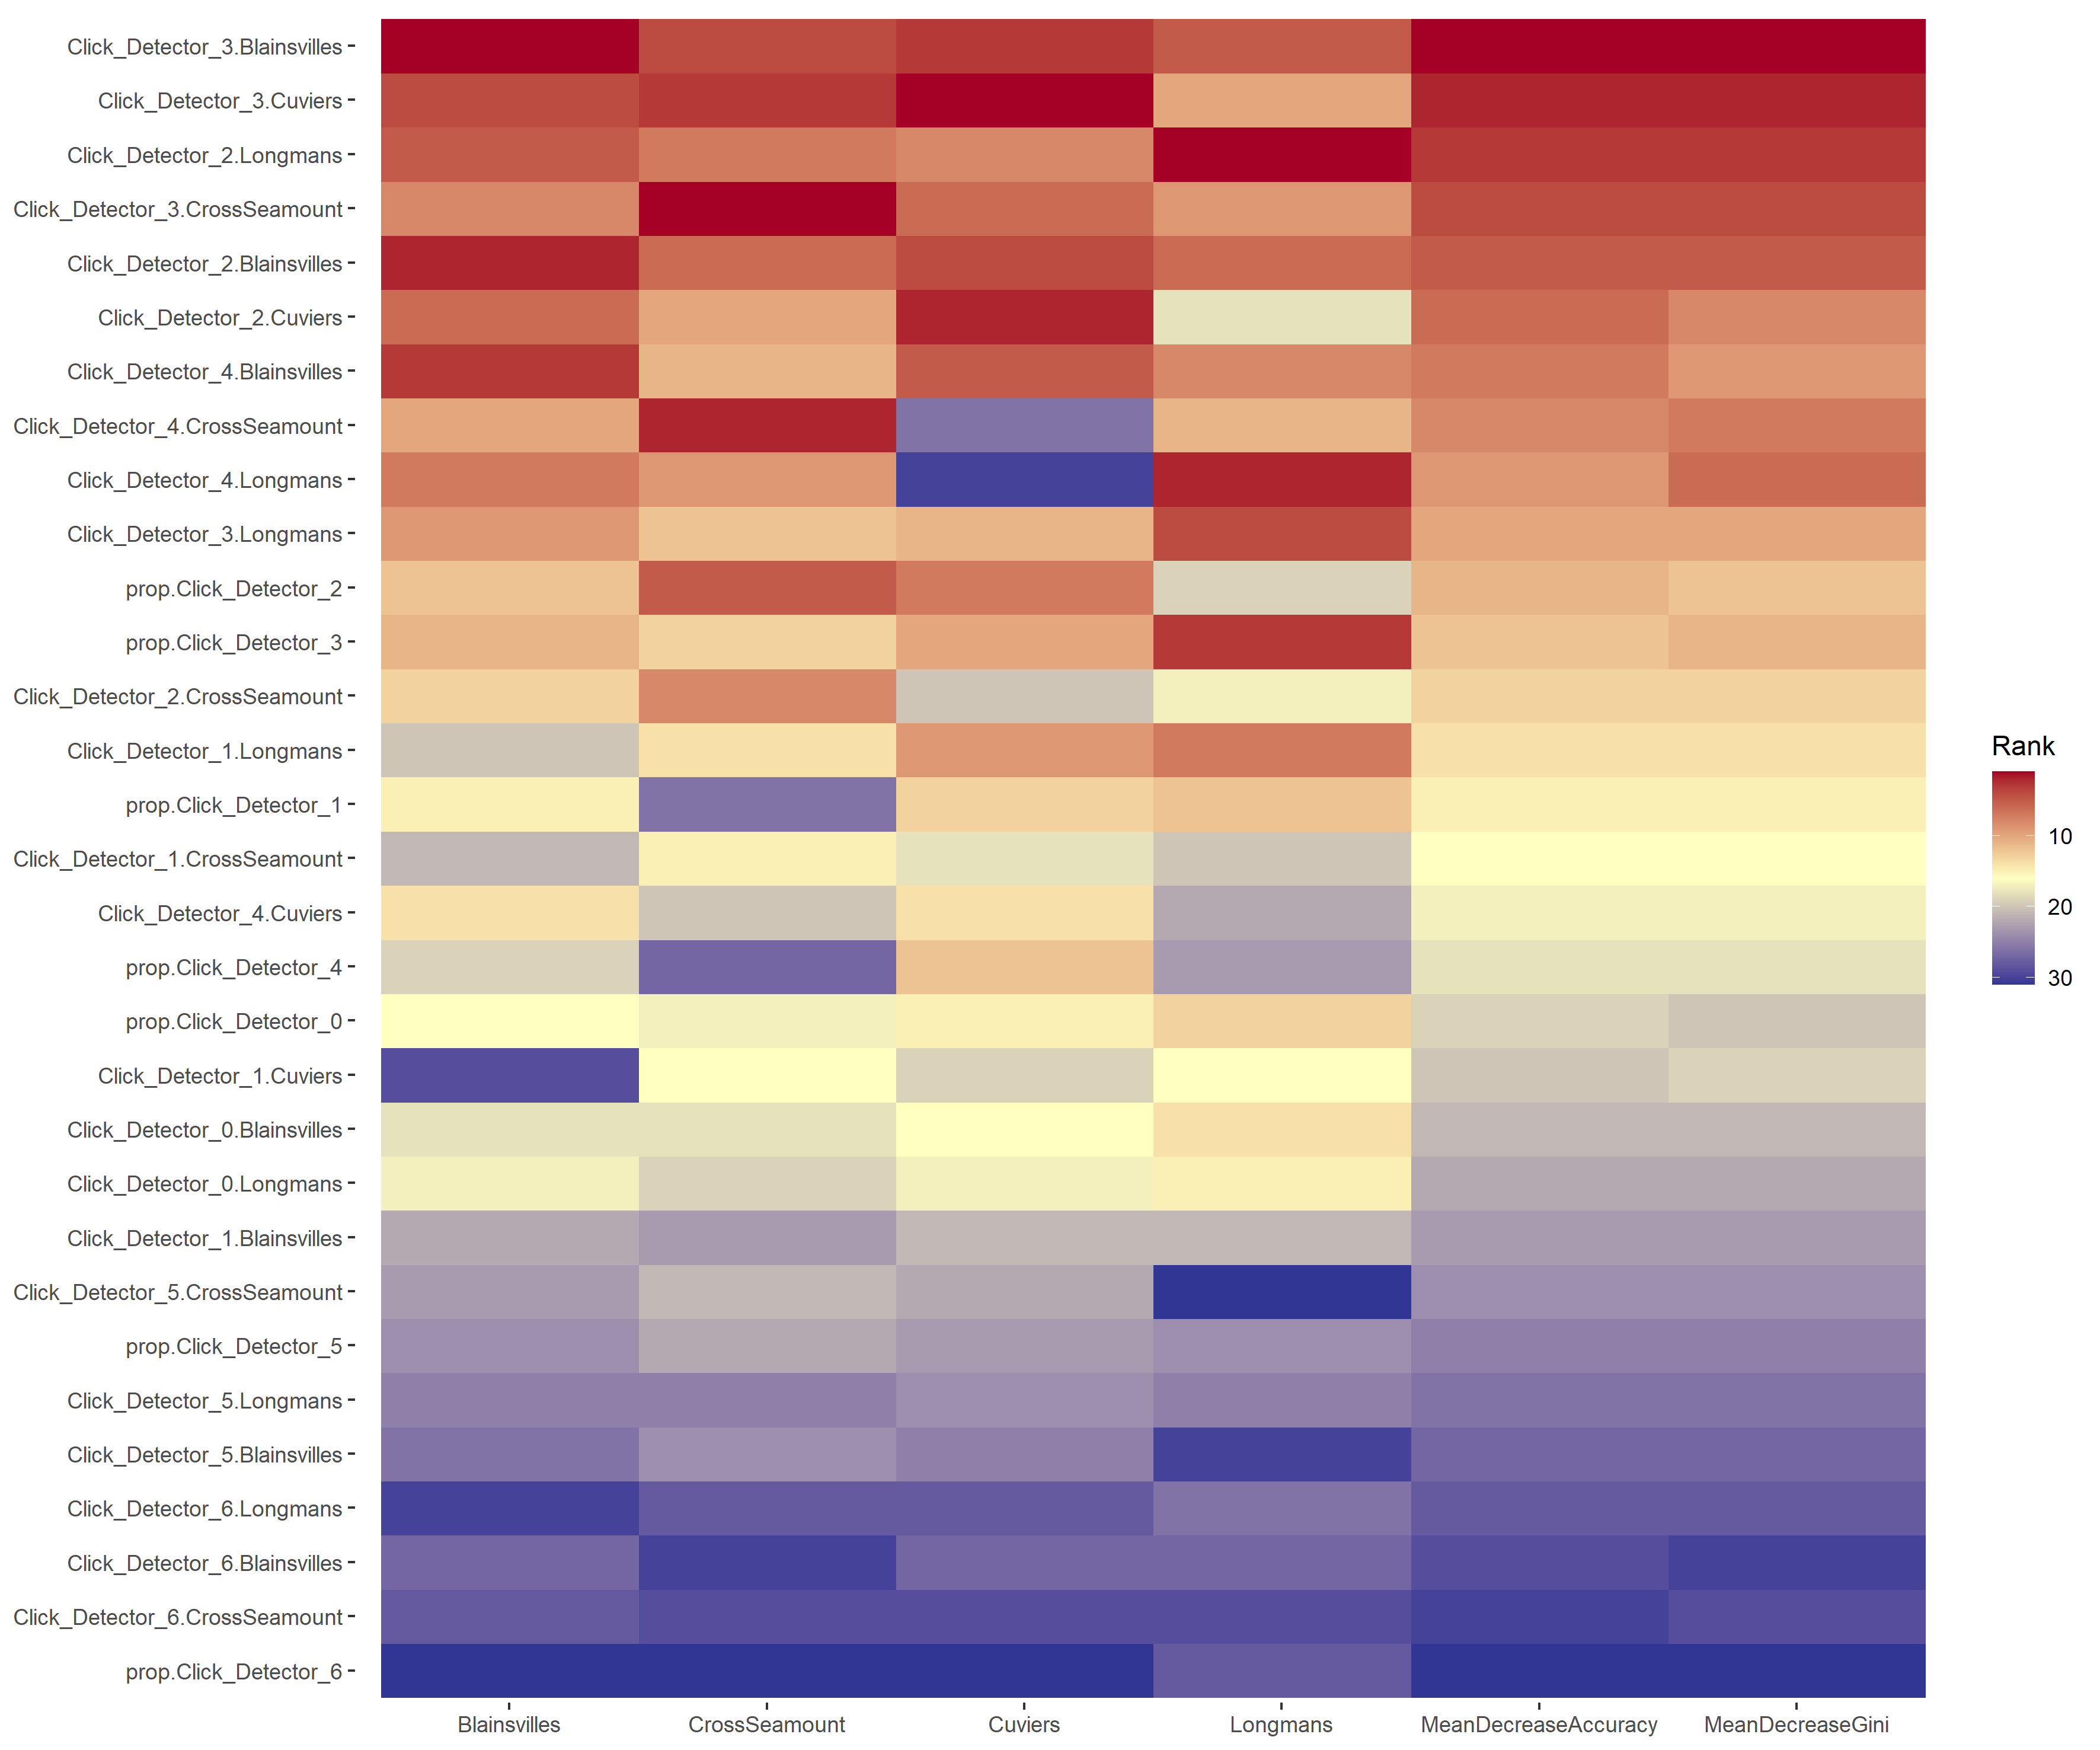 Click_Detector_3.Blainsvilles
Click_Detector_3.Cuviers
Click_Detector_2.Longmans
Click_Detector_3.CrossSeamount
Click_Detector_2.Blainsvilles
Click_Detector_2.Cuviers
Click_Detector_4.Blainsvilles
Click_Detector_4.CrossSeamount
Click_Detector_4.Longmans
Click_Detector_3.Longmans
prop.Click_Detector_2
prop.Click_Detector_3
Click_Detector_2.CrossSeamount
Click_Detector_1.Longmans
prop.Click_Detector_1
Click_Detector_1.CrossSeamount
Click_Detector_4.Cuviers
prop.Click_Detector_4
prop.Click_Detector_0
Click_Detector_1.Cuviers
Click_Detector_0.Blainsvilles
Click_Detector_0.Longmans
Click_Detector_1.Blainsvilles
Click_Detector_5.CrossSeamount
prop.Click_Detector_5
Click_Detector_5.Longmans
Click_Detector_5.Blainsvilles
Click_Detector_6.Longmans
Click_Detector_6.Blainsvilles
Click_Detector_6.CrossSeamount
prop.Click_Detector_6
Blainsvilles CrossSeamount Cuviers Longmans MeanDecreaseAccuracy MeanDecreaseGini
Rank
10
20
30